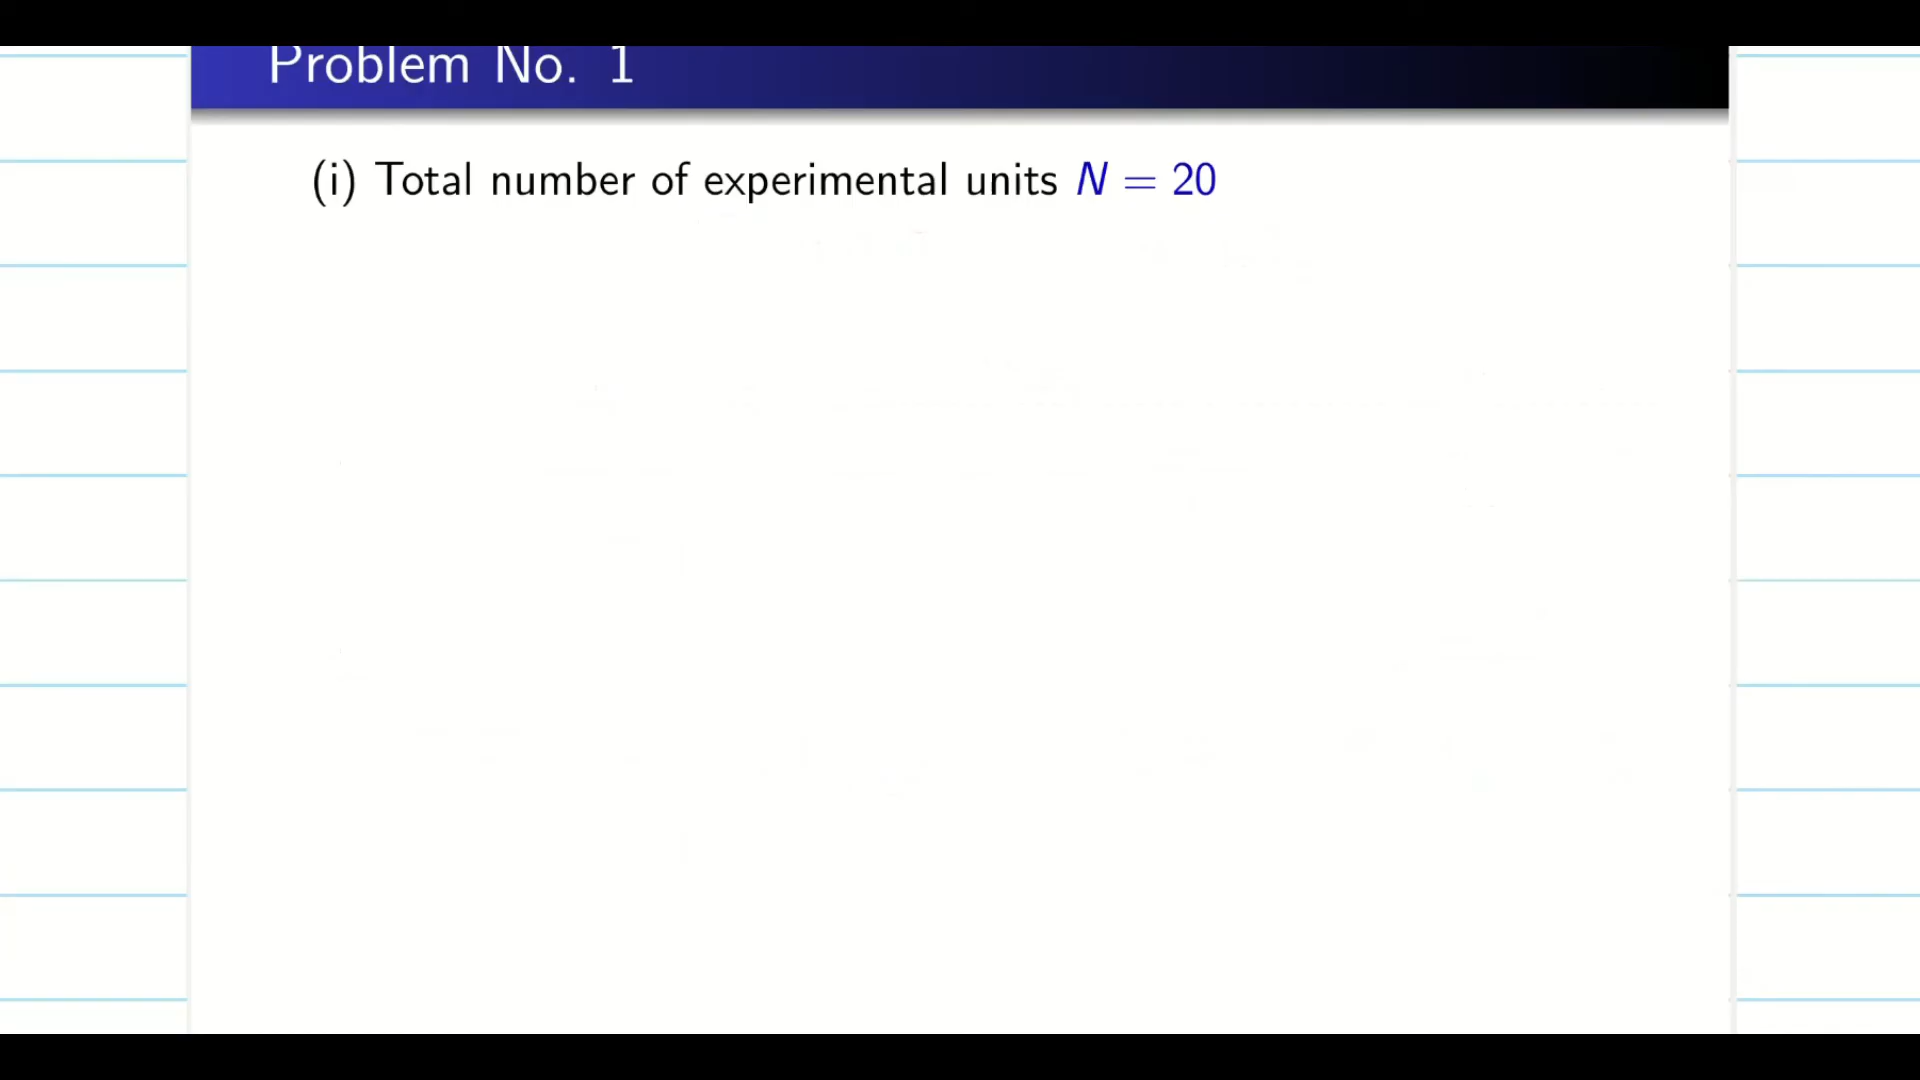 Problem No. 1
(i) Total number of experimental units N = 20